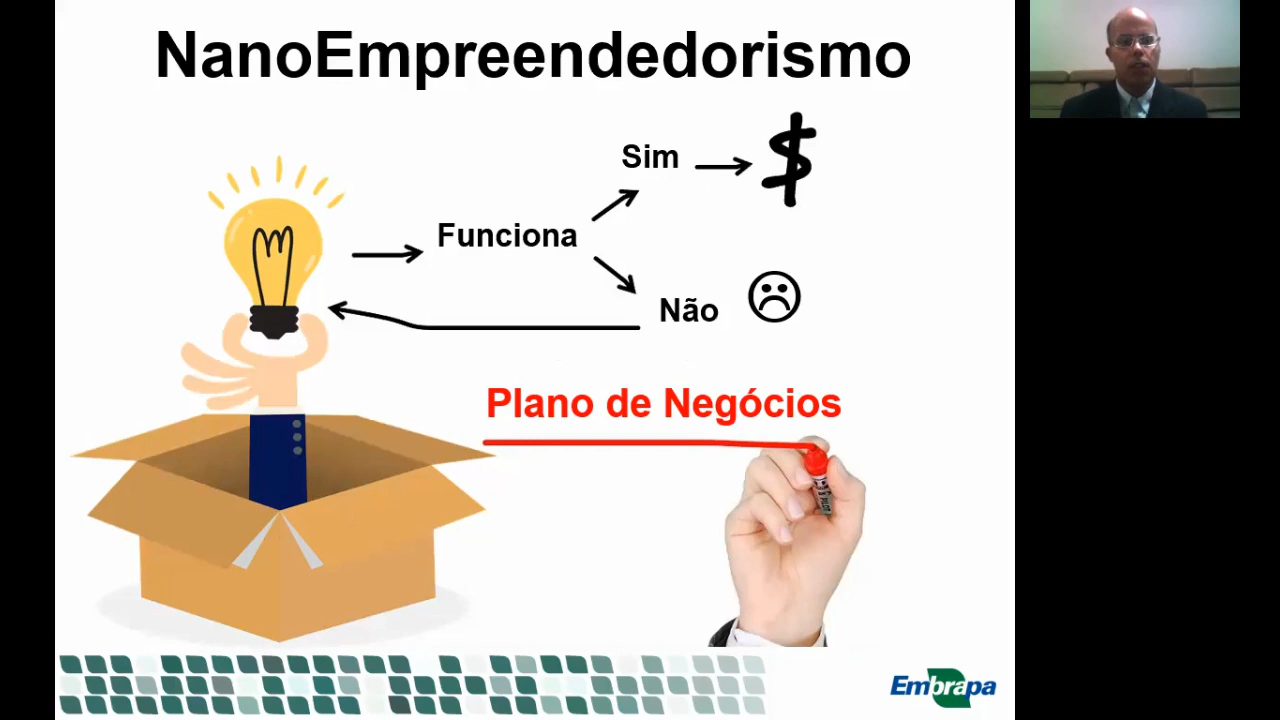 NanoEmpreendedorismo
Sim
$
Funciona
Não
Plano de Negócios
Embrapa